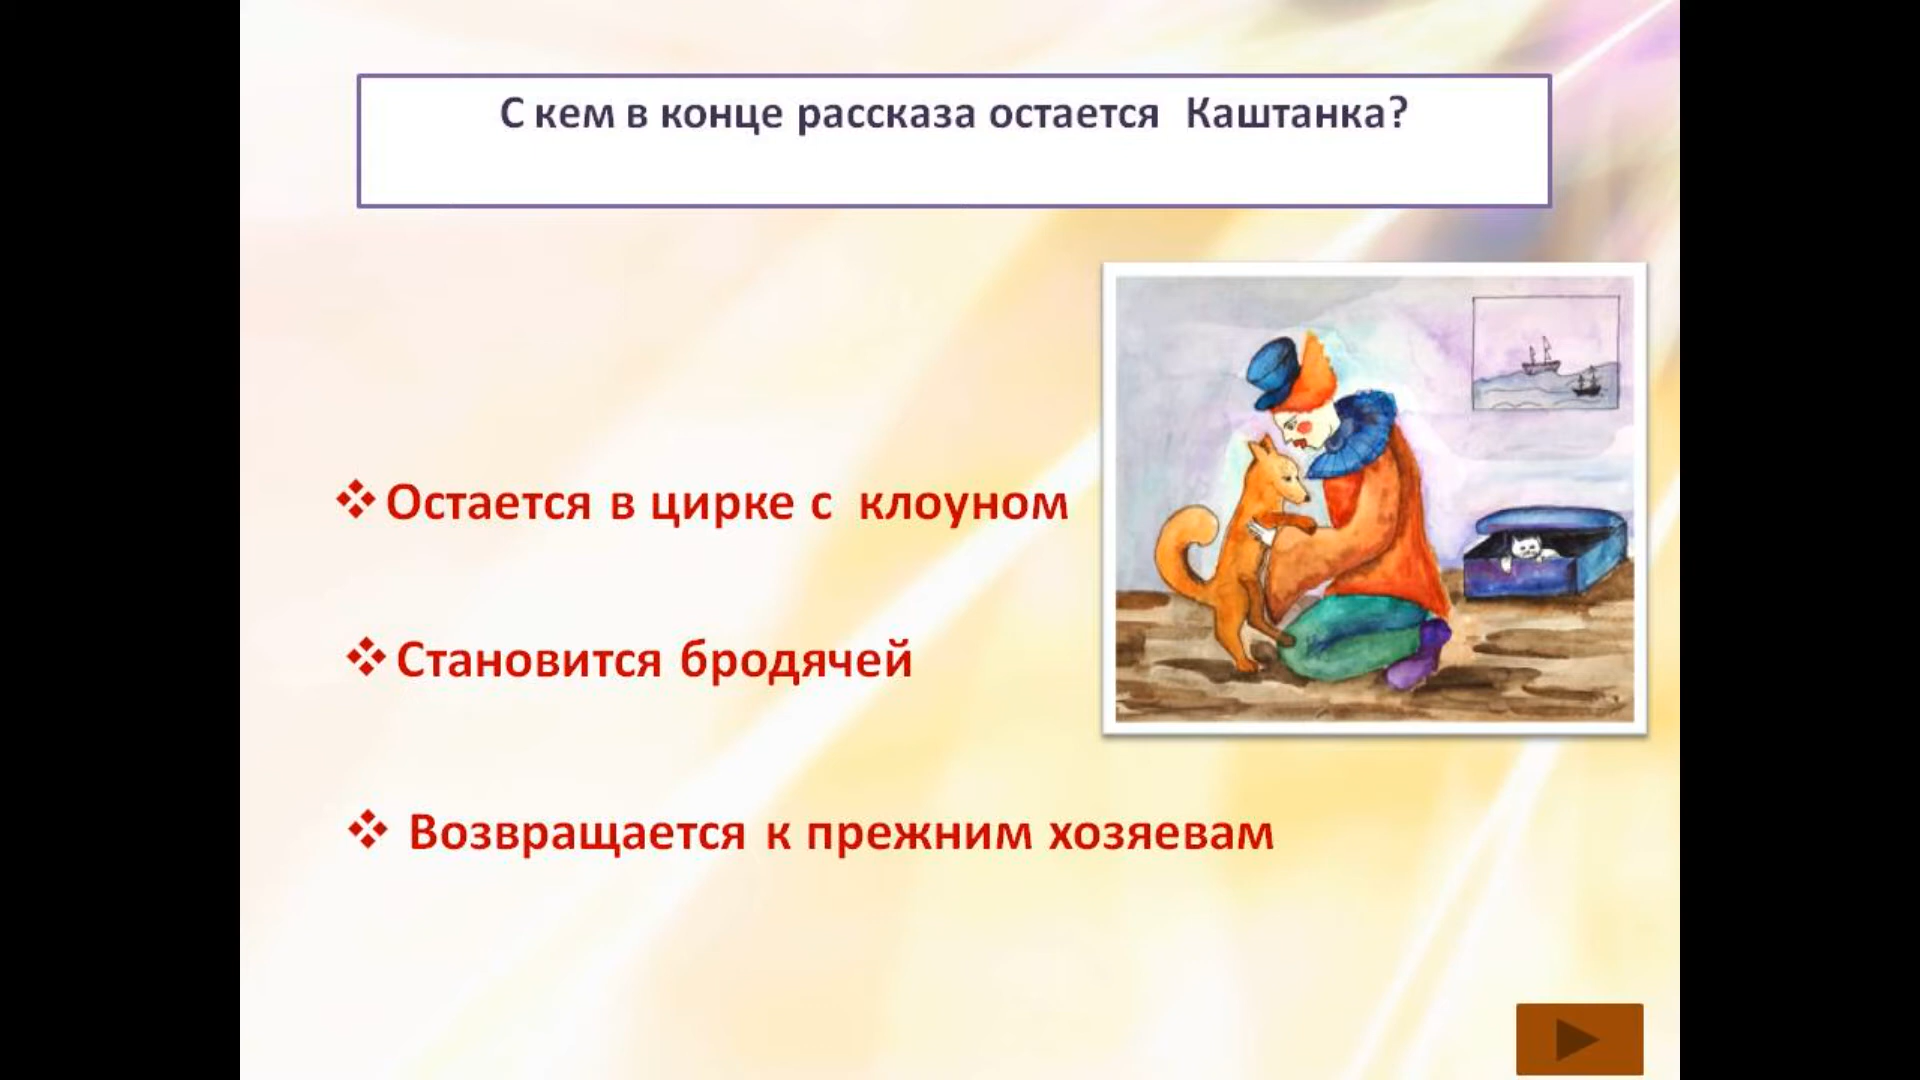 С кем в конце рассказа остается Каштанка?
Остается в цирке с клоуном
Становится бродячей
Возвращается к прежним хозяевам